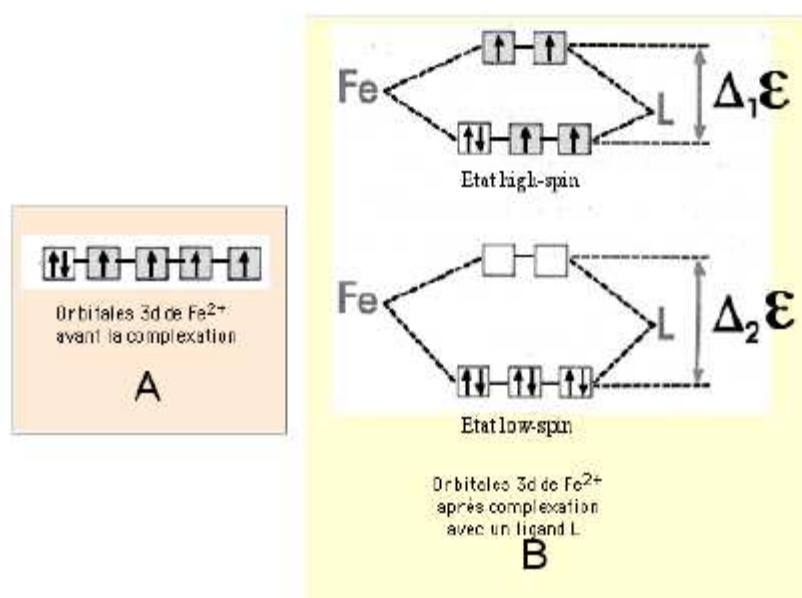 Orbitales 3d de Fe2+
avant la complexation
A
Fe
L
Δ1ε
Etat high-spin
Fe
L
Δ2ε
Etat low-spin
Orbitales 3d de Fe2+
après complexation
avec un ligand L
B